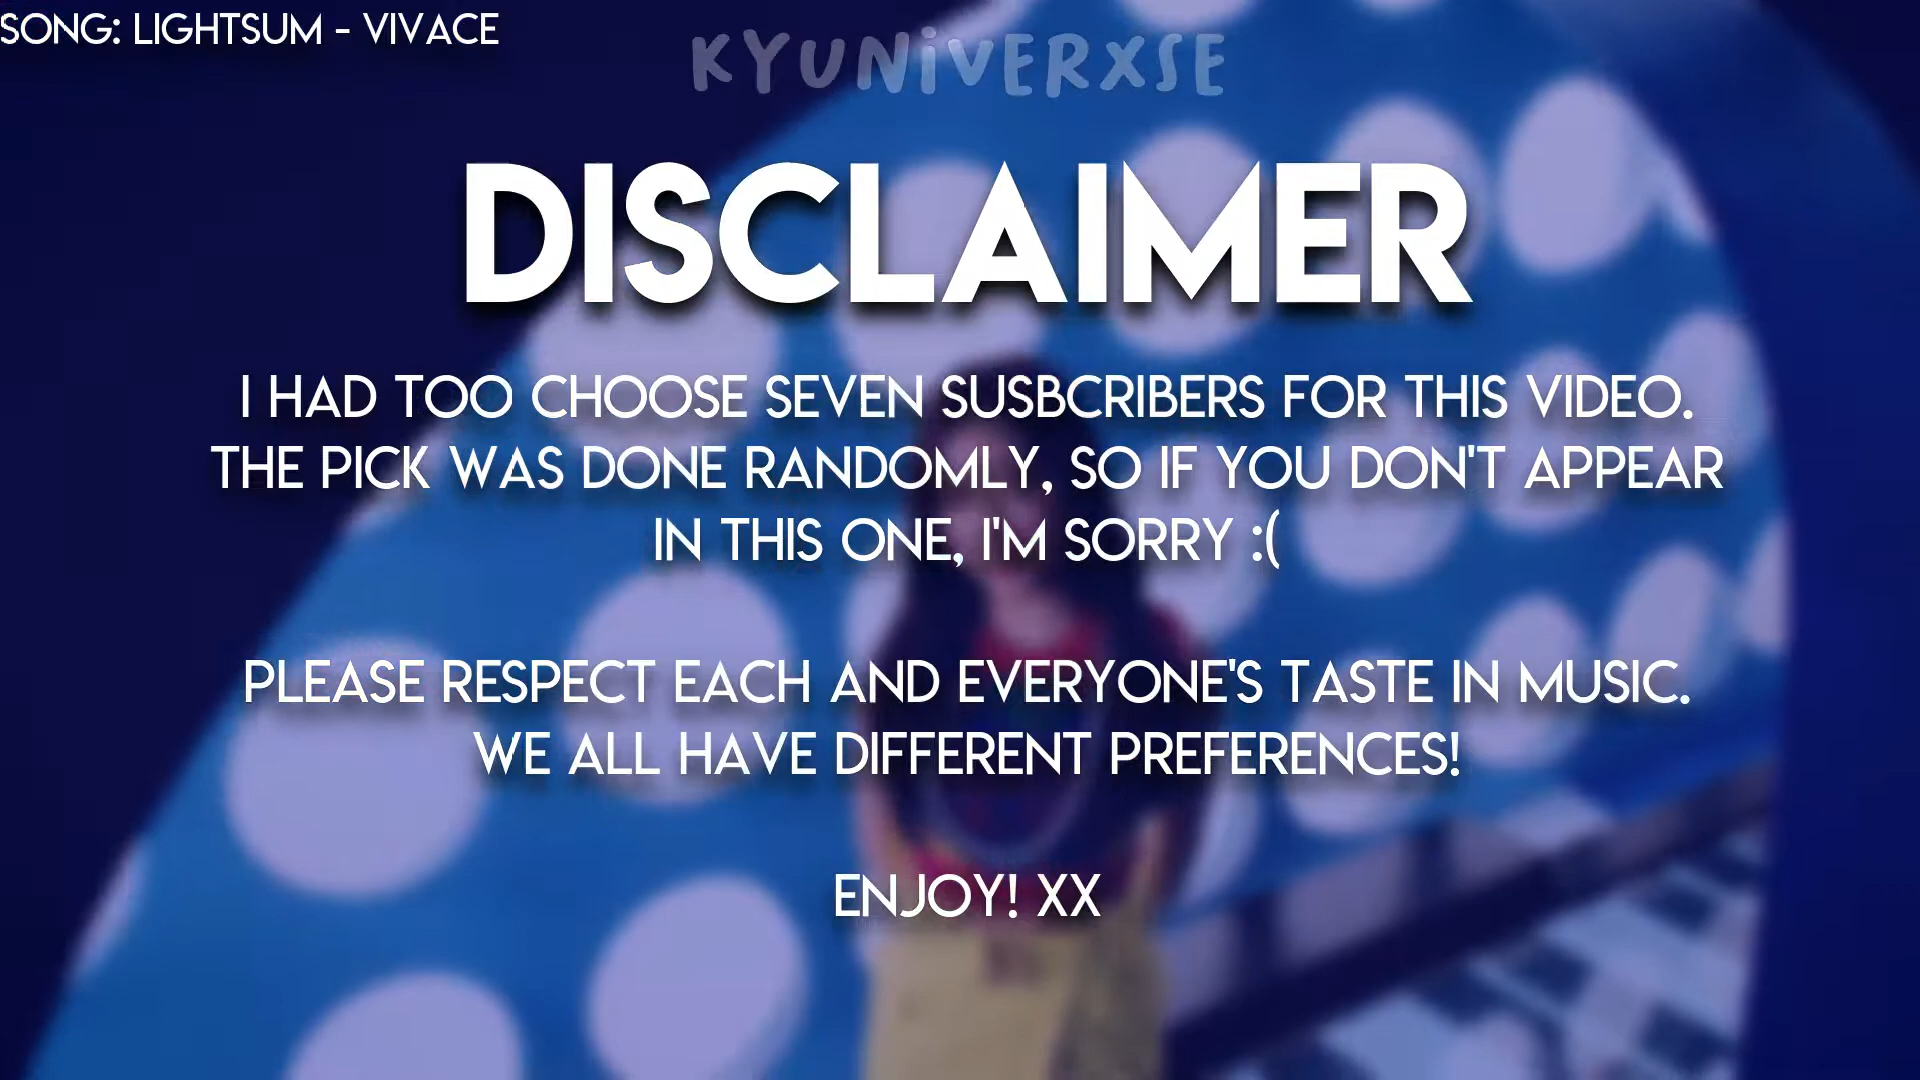 SONG: LIGHTSUM - VIVACE
KYUNiVERXSE
DISCLAIMER
I HAD TOO CHOOSE SEVEN SUSBCRIBERS FOR THIS VIDEO.
THE PICK WAS DONE RANDOMLY, SO IF YOU DON'T APPEAR
IN THIS ONE, I'M SORRY :(
PLEASE RESPECT EACH AND EVERYONE'S TASTE IN MUSIC.
WE ALL HAVE DIFFERENT PREFERENCES!
ENJOY! XX